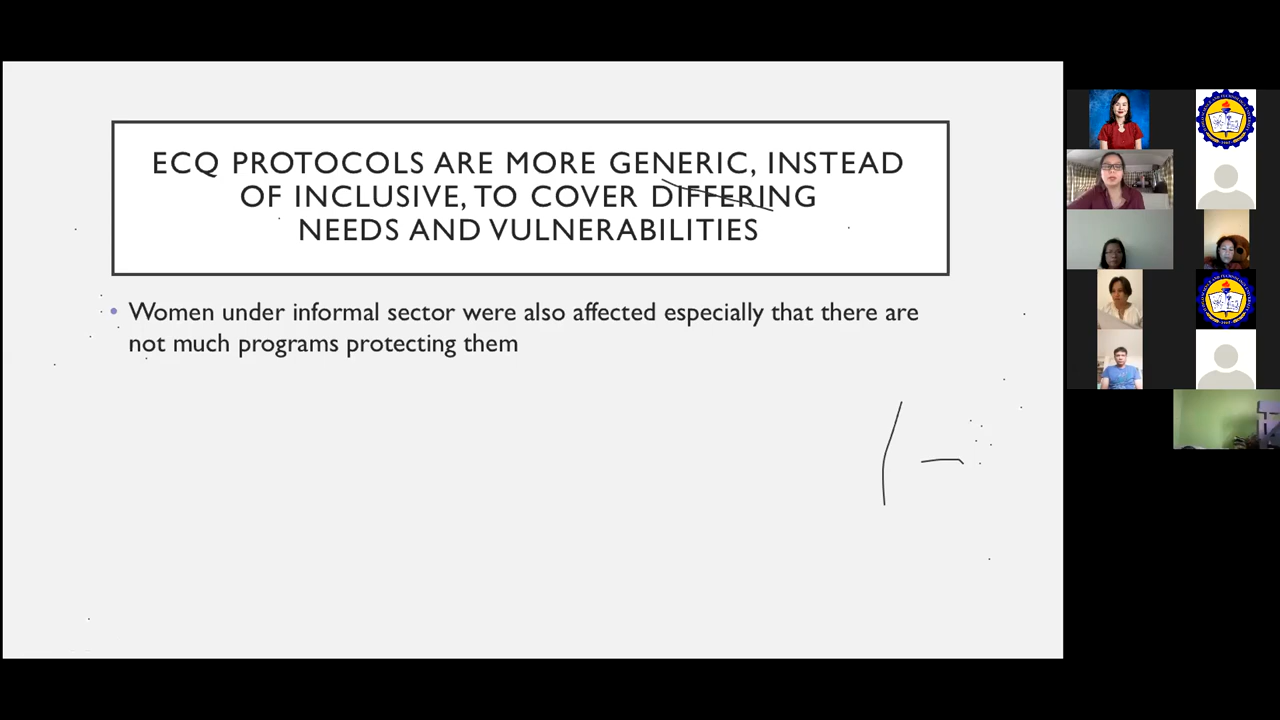 ECQ PROTOCOLS ARE MORE GENERIC, INSTEAD
OF INCLUSIVE, TO COVER DIFFERING
NEEDS AND VULNERABILITIES
• Women under informal sector were also affected especially that there are
not much programs protecting them